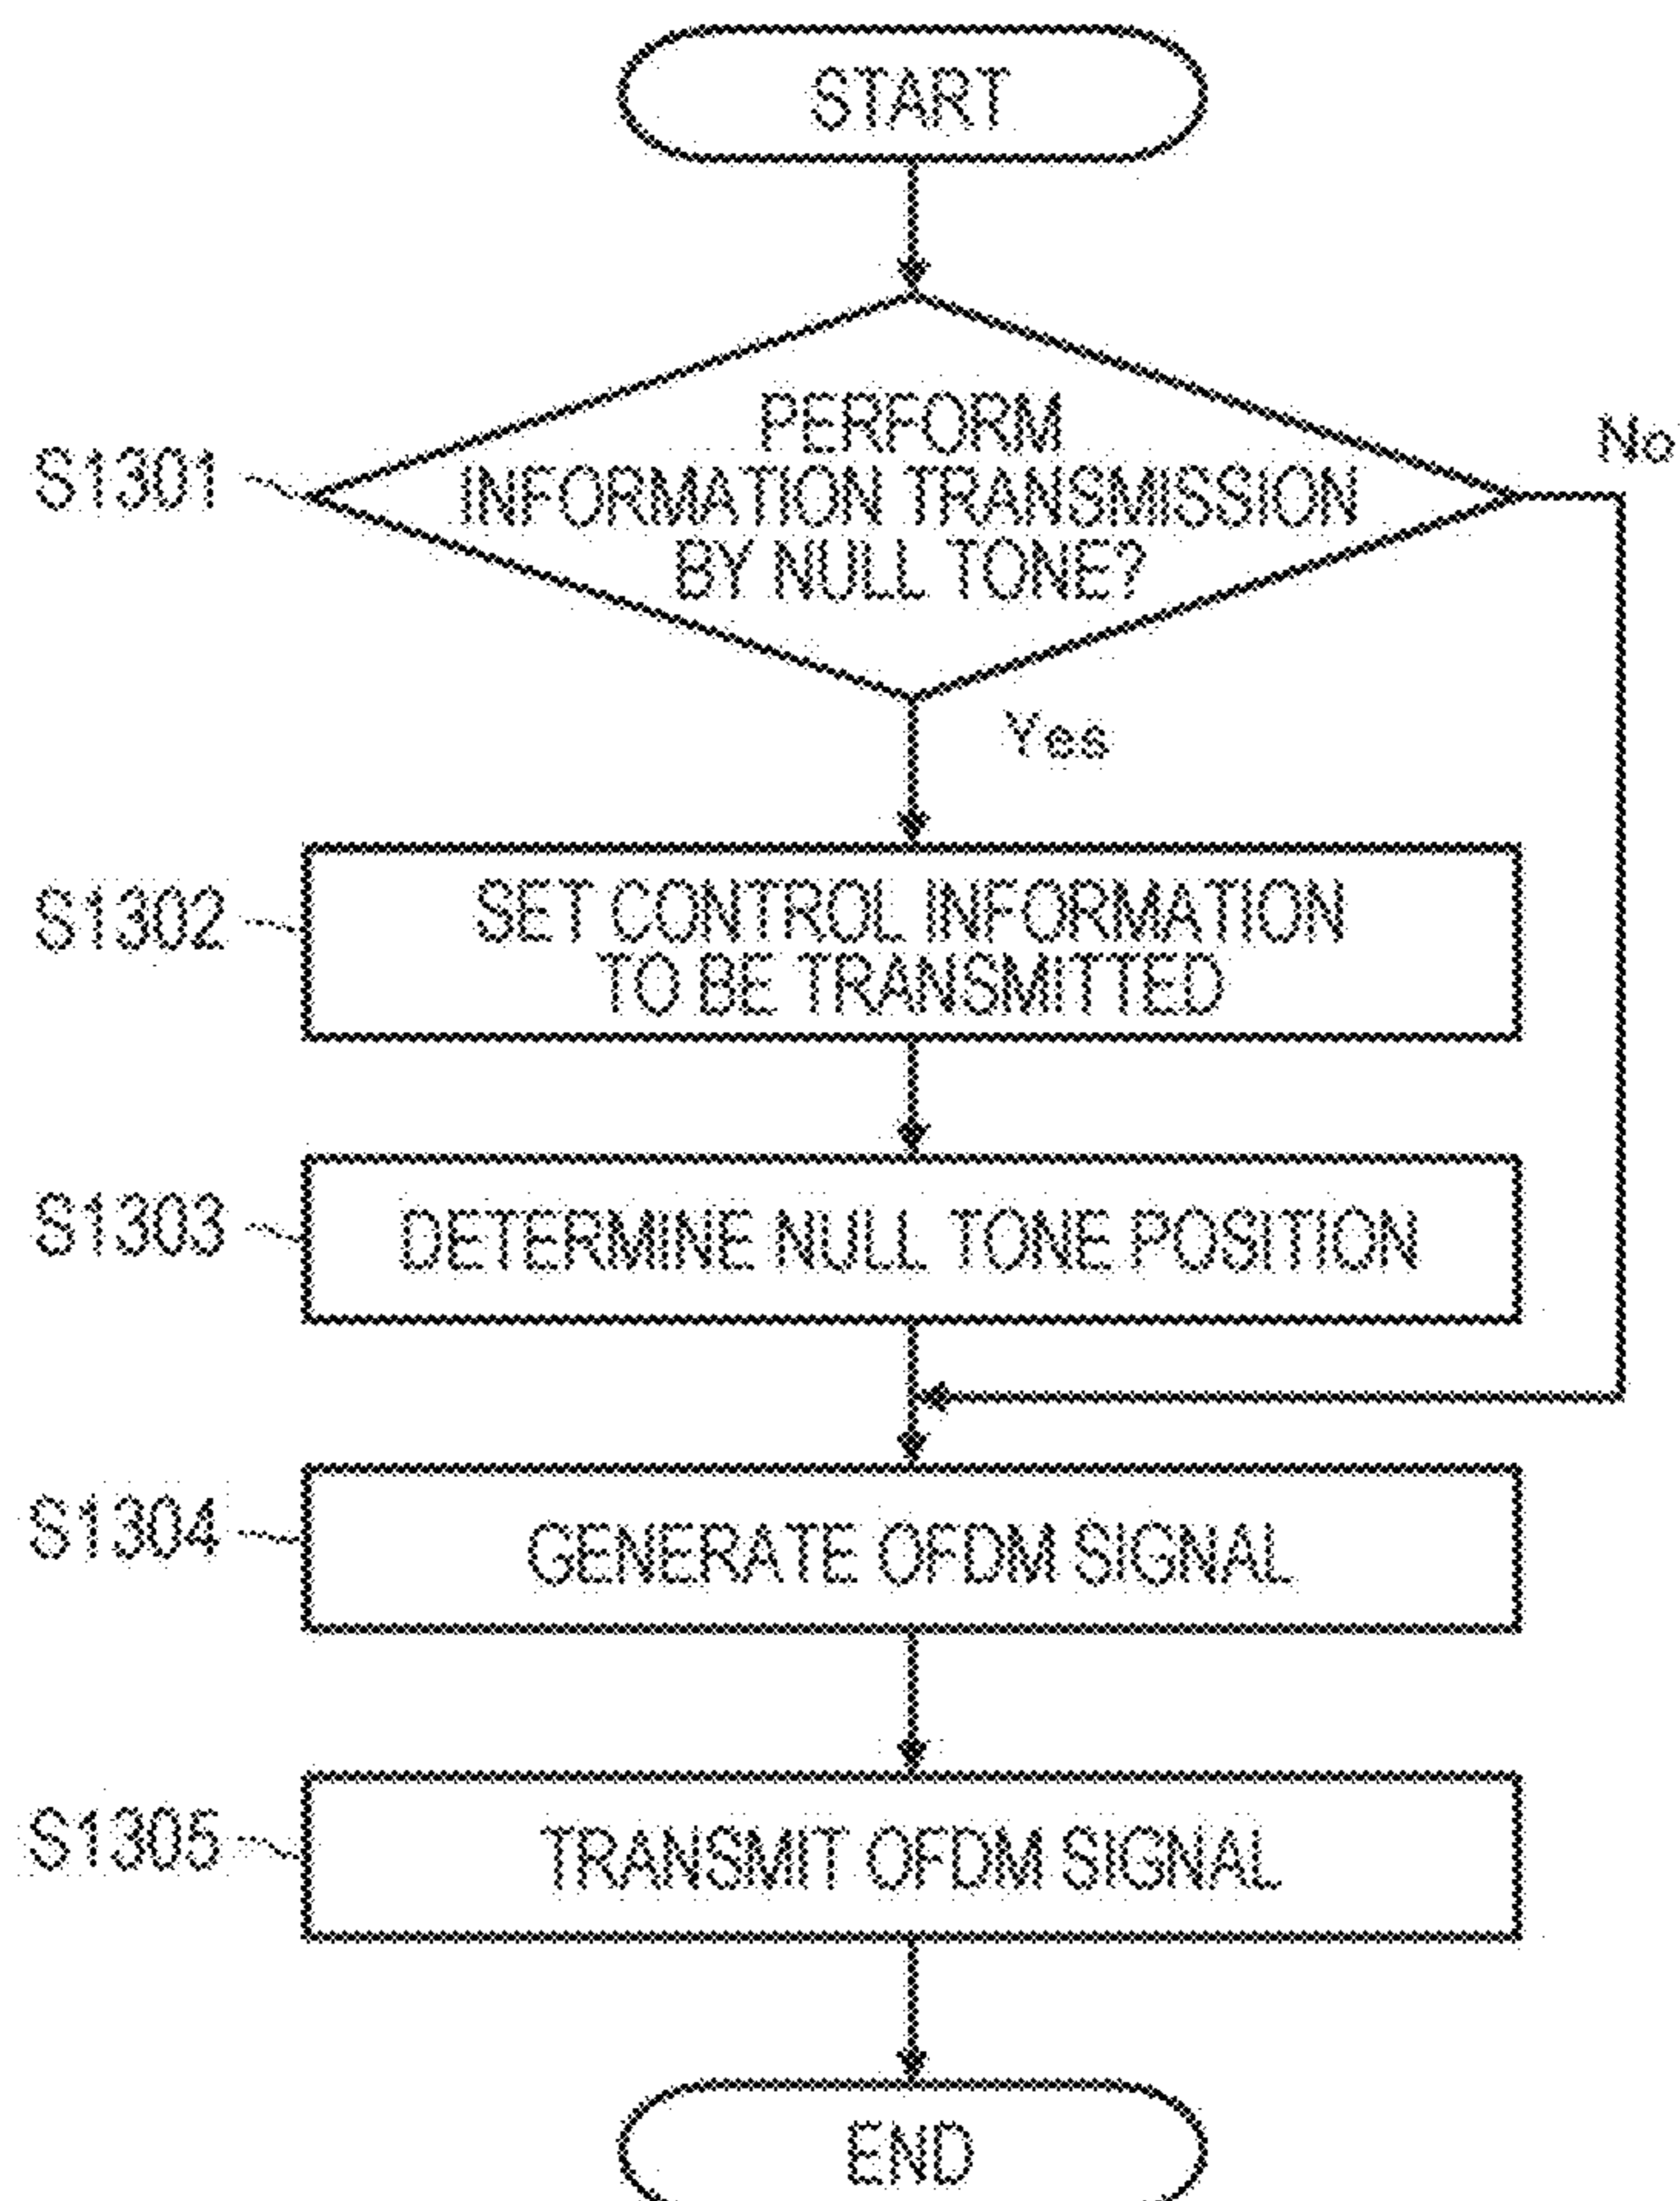 START
S1301
PERFORM
INFORMATION TRANSMISSION
BY NULL TONE?
No
Yes
S1302
SET CONTROL INFORMATION
TO BE TRANSMITTED
S1303
DETERMINE NULL TONE POSITION
S1304
GENERATE OFDM SIGNAL
S1305
TRANSMIT OFDM SIGNAL
END